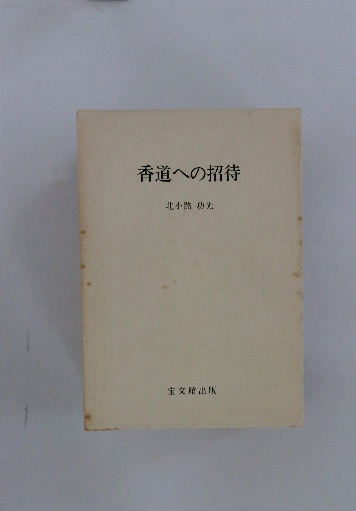 香道への招待
北小路 功光
宝文館出版